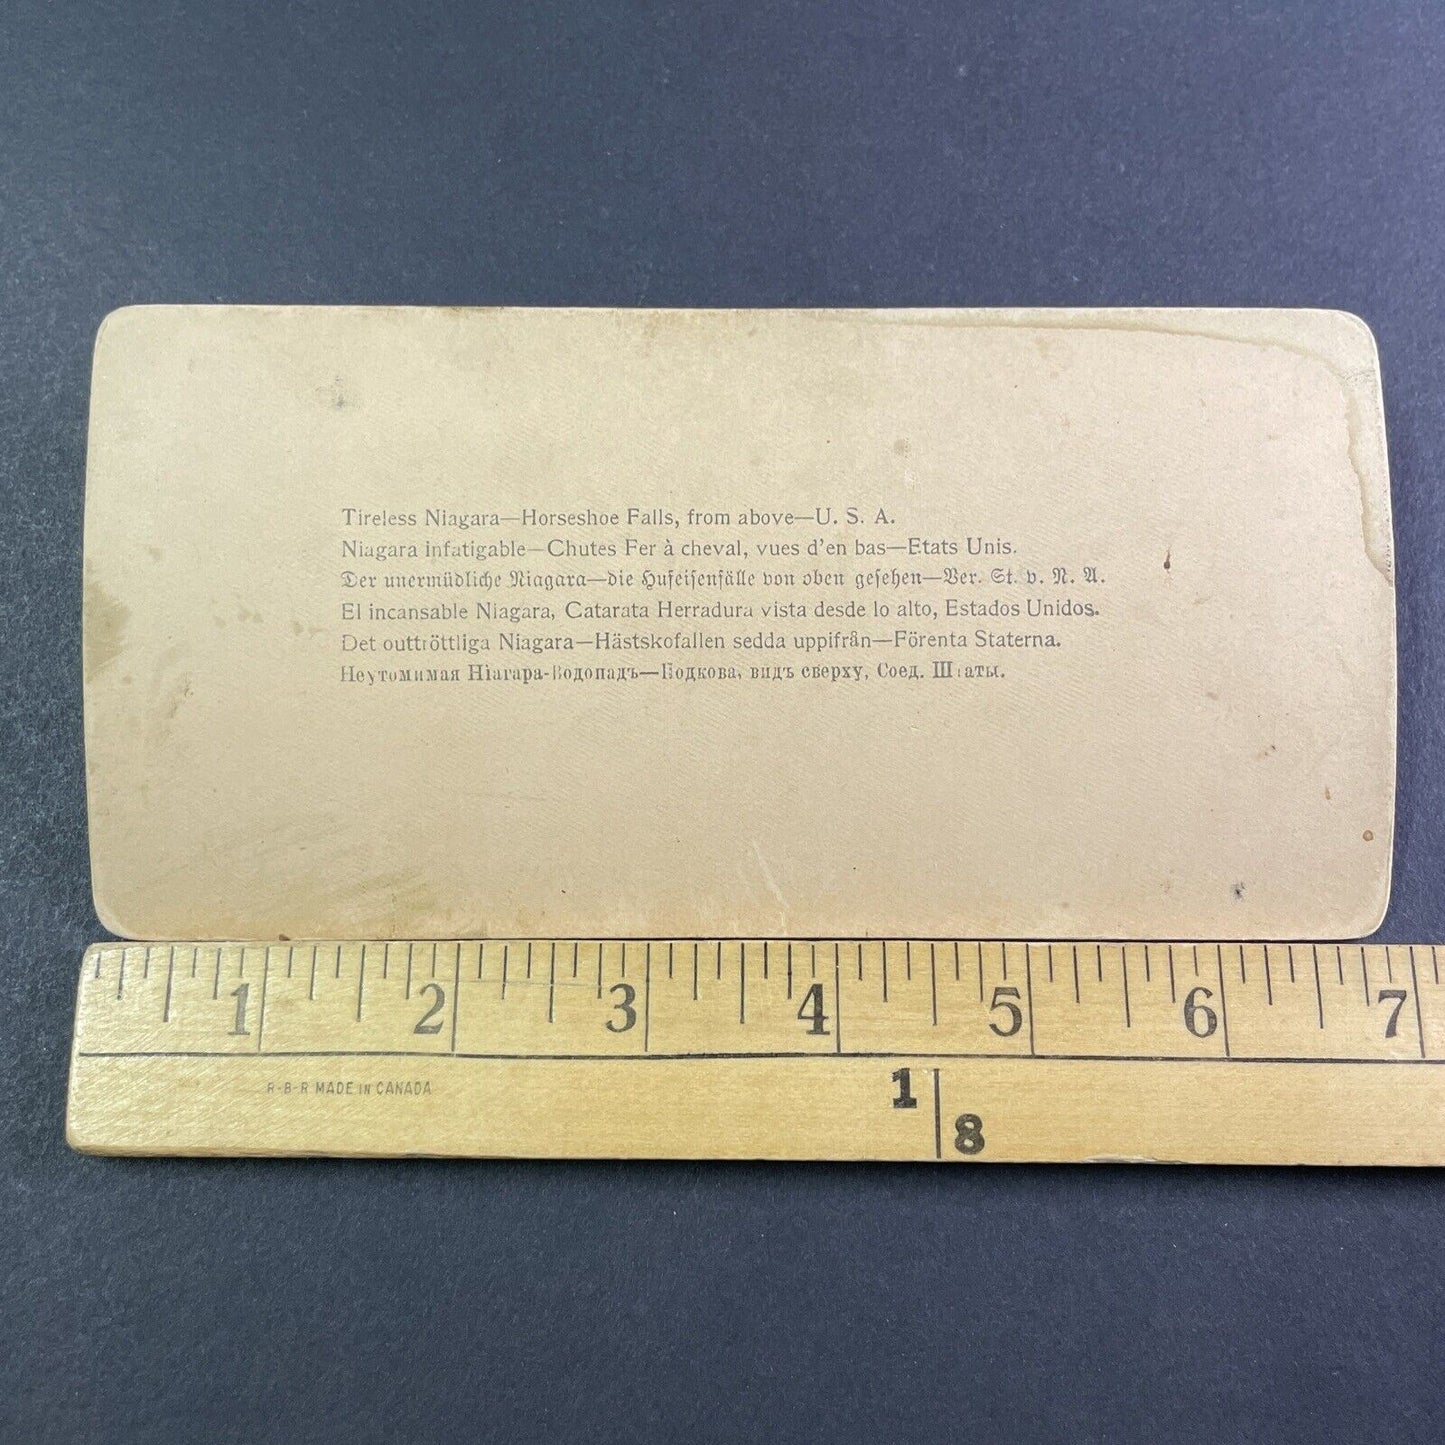 Tireless Niagara—Horseshoe Falls, from above—U. S. A.
Niagara infatigable—Chutes Fer à cheval, vues d'en bas—Etats Unis.
Der unermüdliche Niagara—die Hufeisenfälle von oben gesehen—Ver. St. v. N. A.
El incansable Niagara, Catarata Herradura vista desde lo alto, Estados Unidos.
Det outtröttliga Niagara—Hästskofallen sedda uppifrån—Förenta Staterna.
Неутомимая Нiагара-Водопадъ—Подкова, видъ сверху, Соед. Штаты.
1 2 3 4 5 6 7
R-B-R MADE IN CANADA
1
8